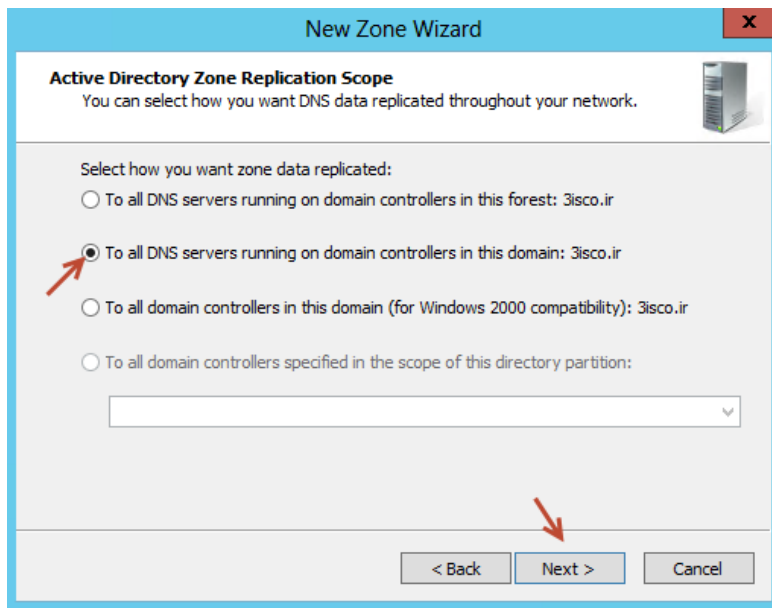 New Zone Wizard
x
Active Directory Zone Replication Scope
You can select how you want DNS data replicated throughout your network.
Select how you want zone data replicated:
To all DNS servers running on domain controllers in this forest: 3isco.ir
To all DNS servers running on domain controllers in this domain: 3isco.ir
To all domain controllers in this domain (for Windows 2000 compatibility): 3isco.ir
To all domain controllers specified in the scope of this directory partition:
< Back Next > Cancel